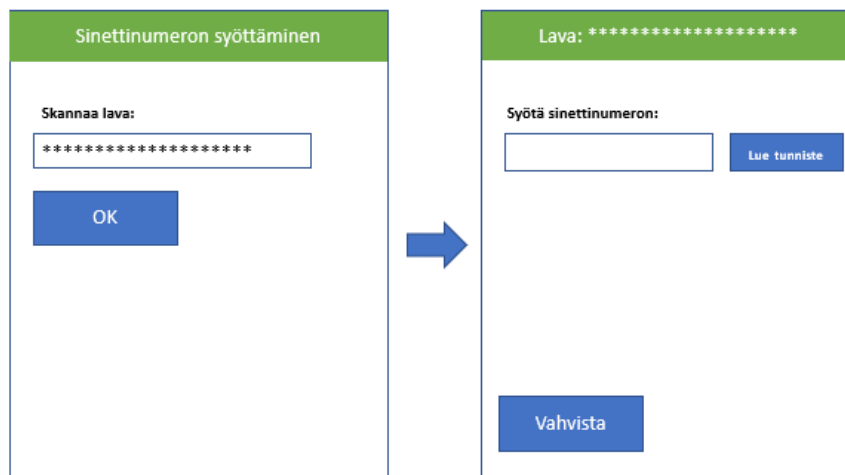 Sinettinumeron syöttäminen
Skannaa lava:
********************
OK
Lava: ********************
Syötä sinettinumeron:
Lue tunniste
Vahvista